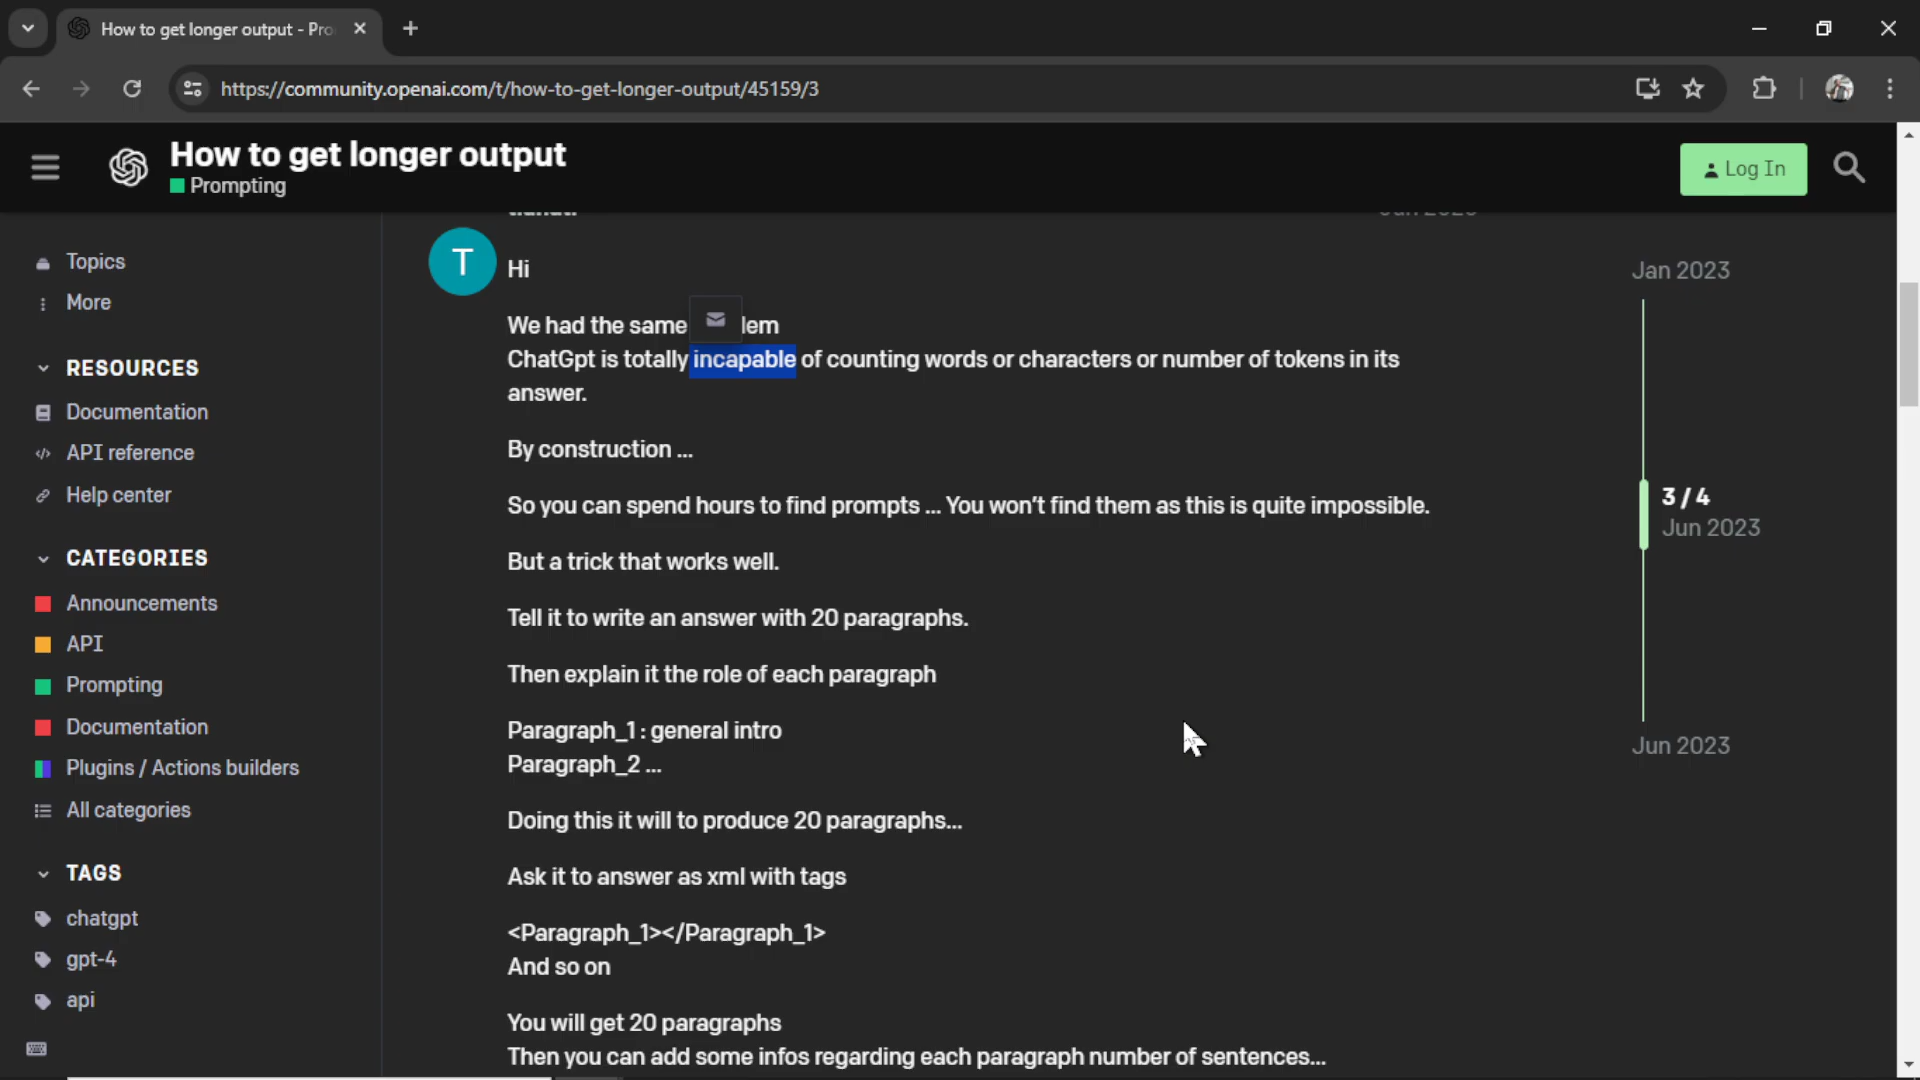 How to get longer output - Pro
https://community.openai.com/t/how-to-get-longer-output/45159/3
How to get longer output
Prompting
Log In
Topics
More
RESOURCES
Documentation
API reference
Help center
CATEGORIES
Announcements
API
Prompting
Documentation
Plugins / Actions builders
All categories
TAGS
chatgpt
gpt-4
api
T
Hi
We had the same lem
ChatGpt is totally incapable of counting words or characters or number of tokens in its
answer.
By construction ...
So you can spend hours to find prompts ... You won't find them as this is quite impossible.
But a trick that works well.
Tell it to write an answer with 20 paragraphs.
Then explain it the role of each paragraph
Paragraph_1 : general intro
Paragraph_2 ...
Doing this it will to produce 20 paragraphs...
Ask it to answer as xml with tags
<Paragraph_1></Paragraph_1>
And so on
You will get 20 paragraphs
Then you can add some infos regarding each paragraph number of sentences...
Jan 2023
3 / 4
Jun 2023
Jun 2023